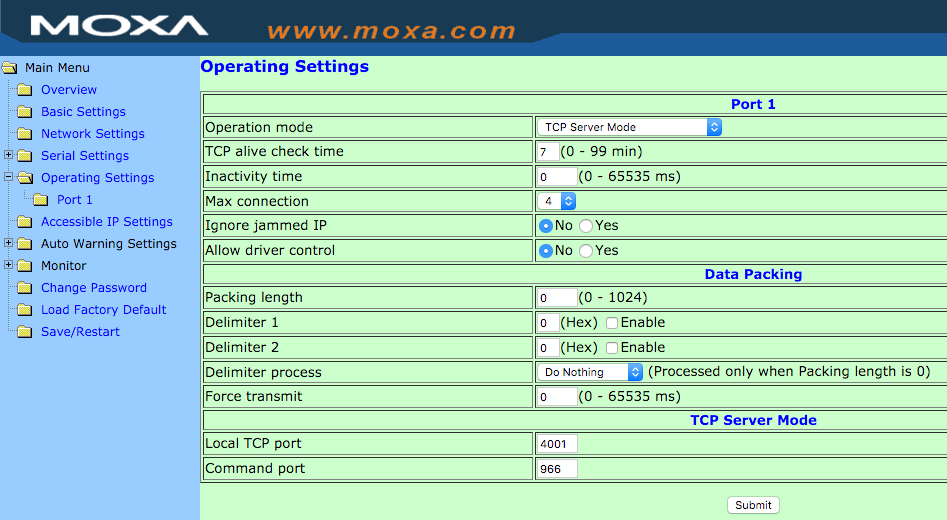 MOXA www.moxa.com
Main Menu
Overview
Basic Settings
Network Settings
Serial Settings
Operating Settings
Port 1
Accessible IP Settings
Auto Warning Settings
Monitor
Change Password
Load Factory Default
Save/Restart
Operating Settings
Port 1
Operation mode TCP Server Mode
TCP alive check time 7 (0 - 99 min)
Inactivity time 0 (0 - 65535 ms)
Max connection 4
Ignore jammed IP No Yes
Allow driver control No Yes
Data Packing
Packing length 0 (0 - 1024)
Delimiter 1 0 (Hex) Enable
Delimiter 2 0 (Hex) Enable
Delimiter process Do Nothing (Processed only when Packing length is 0)
Force transmit 0 (0 - 65535 ms)
TCP Server Mode
Local TCP port 4001
Command port 966
Submit